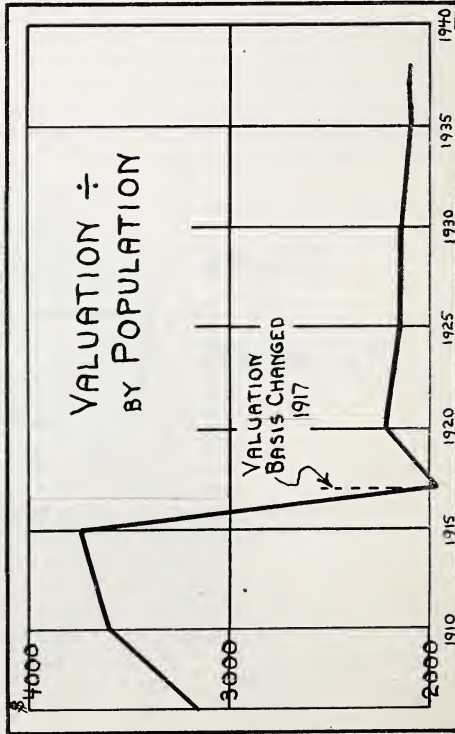 VALUATION ÷
BY POPULATION
VALUATION
BASIS CHANGED
1917
$4000
3000
2000
1910
1915
1920
1925
1930
1935
1940